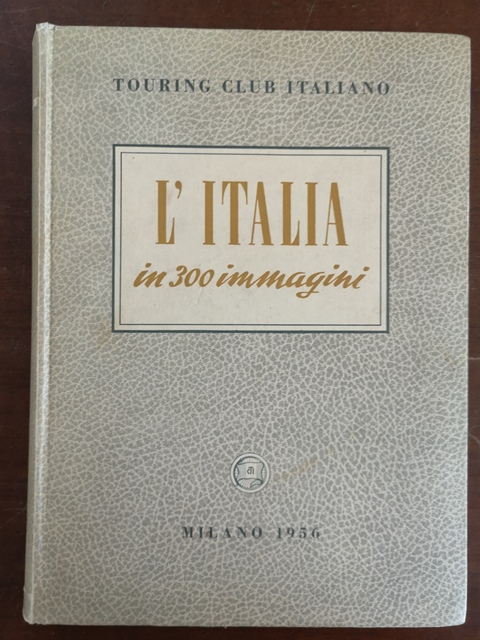 TOURING CLUB ITALIANO
L' ITALIA
in 300 immagini
MILANO 1956